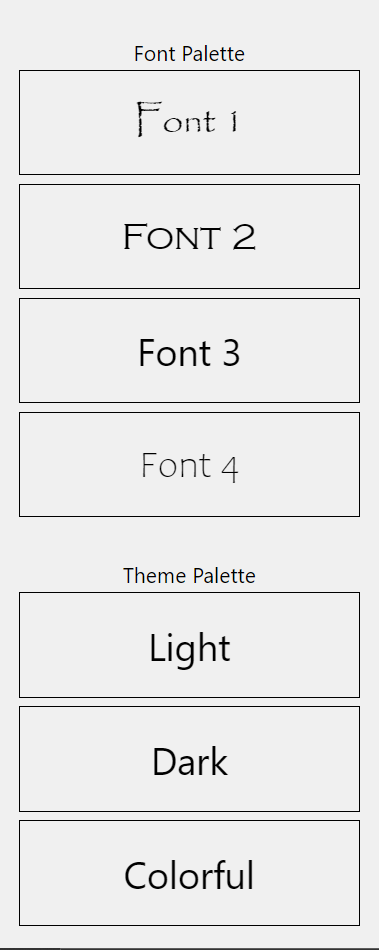 Font Palette
Font 1
Font 2
Font 3
Font 4
Theme Palette
Light
Dark
Colorful